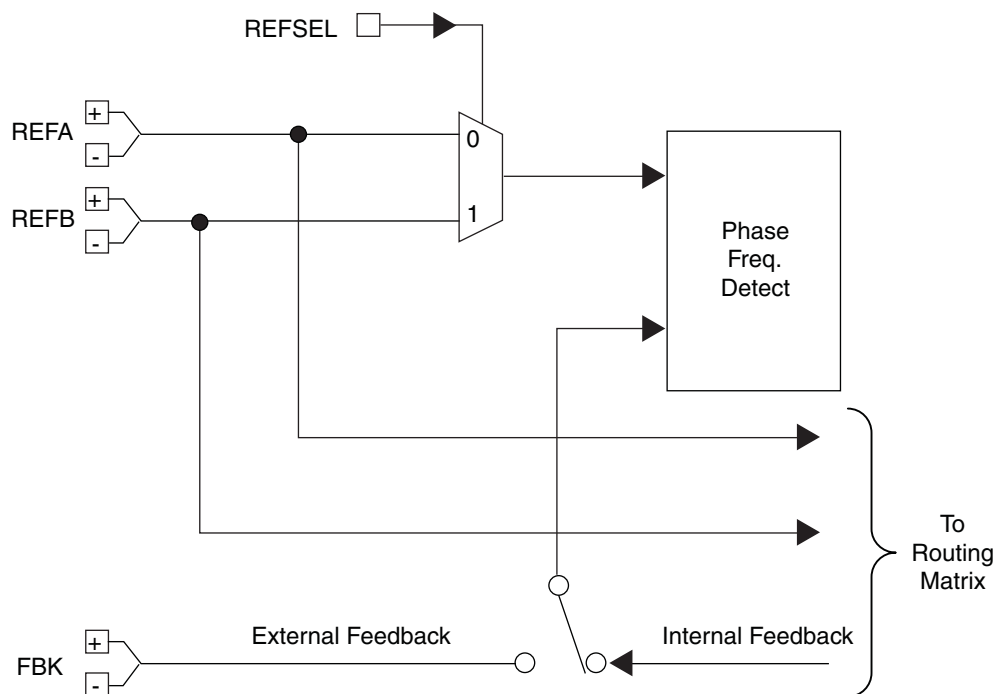 REFSEL
+
REFA
-
0
+
REFB
-
1
Phase
Freq.
Detect
To
Routing
Matrix
+
FBK
-
External Feedback
Internal Feedback